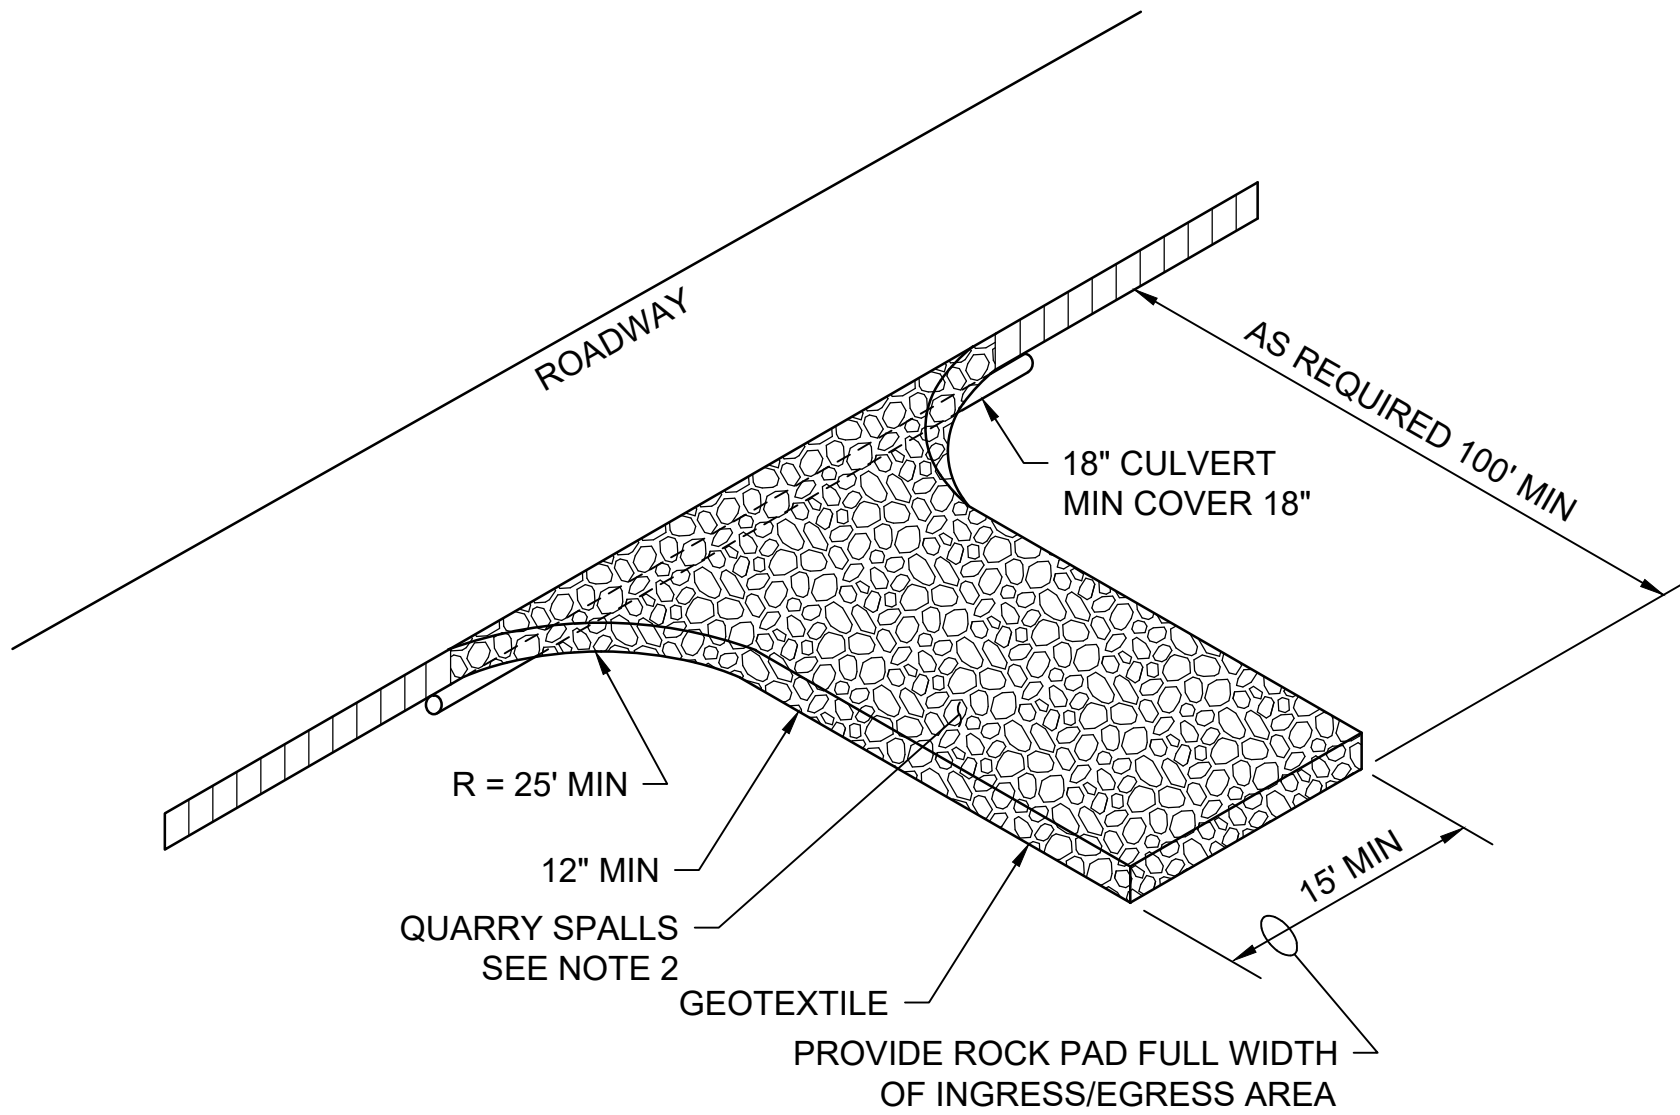 ROADWAY
AS REQUIRED 100' MIN
18" CULVERT
MIN COVER 18"
R = 25' MIN
12" MIN
15' MIN
QUARRY SPALLS
SEE NOTE 2
GEOTEXTILE
PROVIDE ROCK PAD FULL WIDTH
OF INGRESS/EGRESS AREA